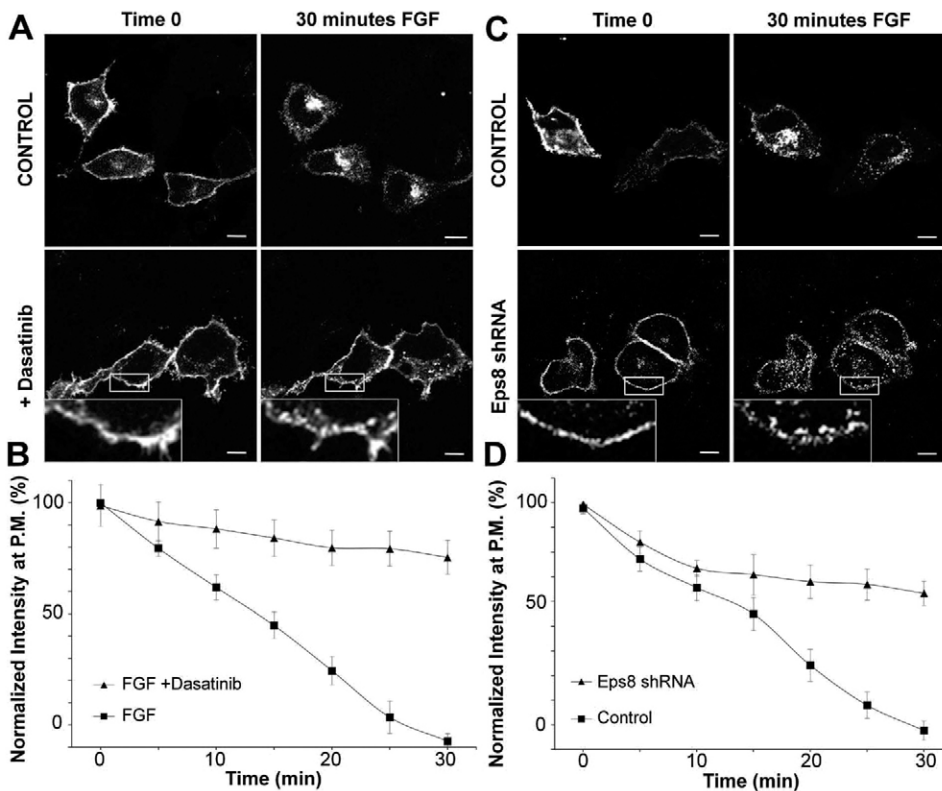 A
Time 0
30 minutes FGF
CONTROL
+ Dasatinib
B
Normalized Intensity at P.M. (%)
100
50
0
FGF +Dasatinib
FGF
0
10
20
30
Time (min)
C
Time 0
30 minutes FGF
CONTROL
Eps8 shRNA
D
Normalized Intensity at P.M. (%)
100
50
0
Eps8 shRNA
Control
0
10
20
30
Time (min)